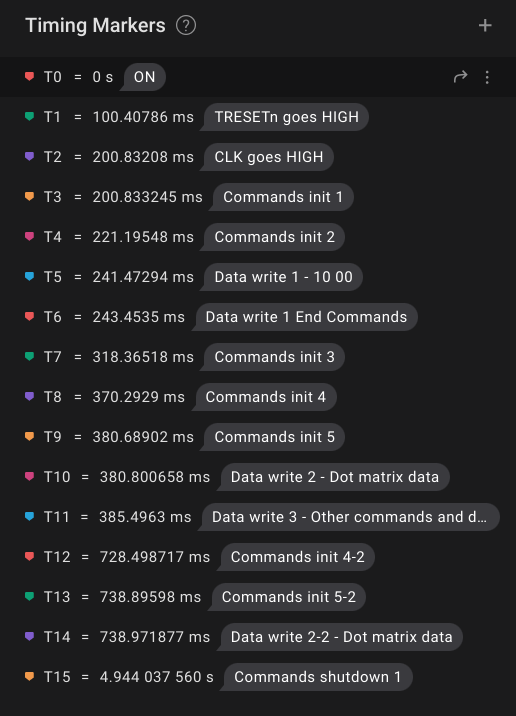 Timing Markers ?
T0 = 0 s ON
T1 = 100.40786 ms TRESETn goes HIGH
T2 = 200.83208 ms CLK goes HIGH
T3 = 200.833245 ms Commands init 1
T4 = 221.19548 ms Commands init 2
T5 = 241.47294 ms Data write 1 - 10 00
T6 = 243.4535 ms Data write 1 End Commands
T7 = 318.36518 ms Commands init 3
T8 = 370.2929 ms Commands init 4
T9 = 380.68902 ms Commands init 5
T10 = 380.800658 ms Data write 2 - Dot matrix data
T11 = 385.4963 ms Data write 3 - Other commands and d...
T12 = 728.498717 ms Commands init 4-2
T13 = 738.89598 ms Commands init 5-2
T14 = 738.971877 ms Data write 2-2 - Dot matrix data
T15 = 4.944 037 560 s Commands shutdown 1